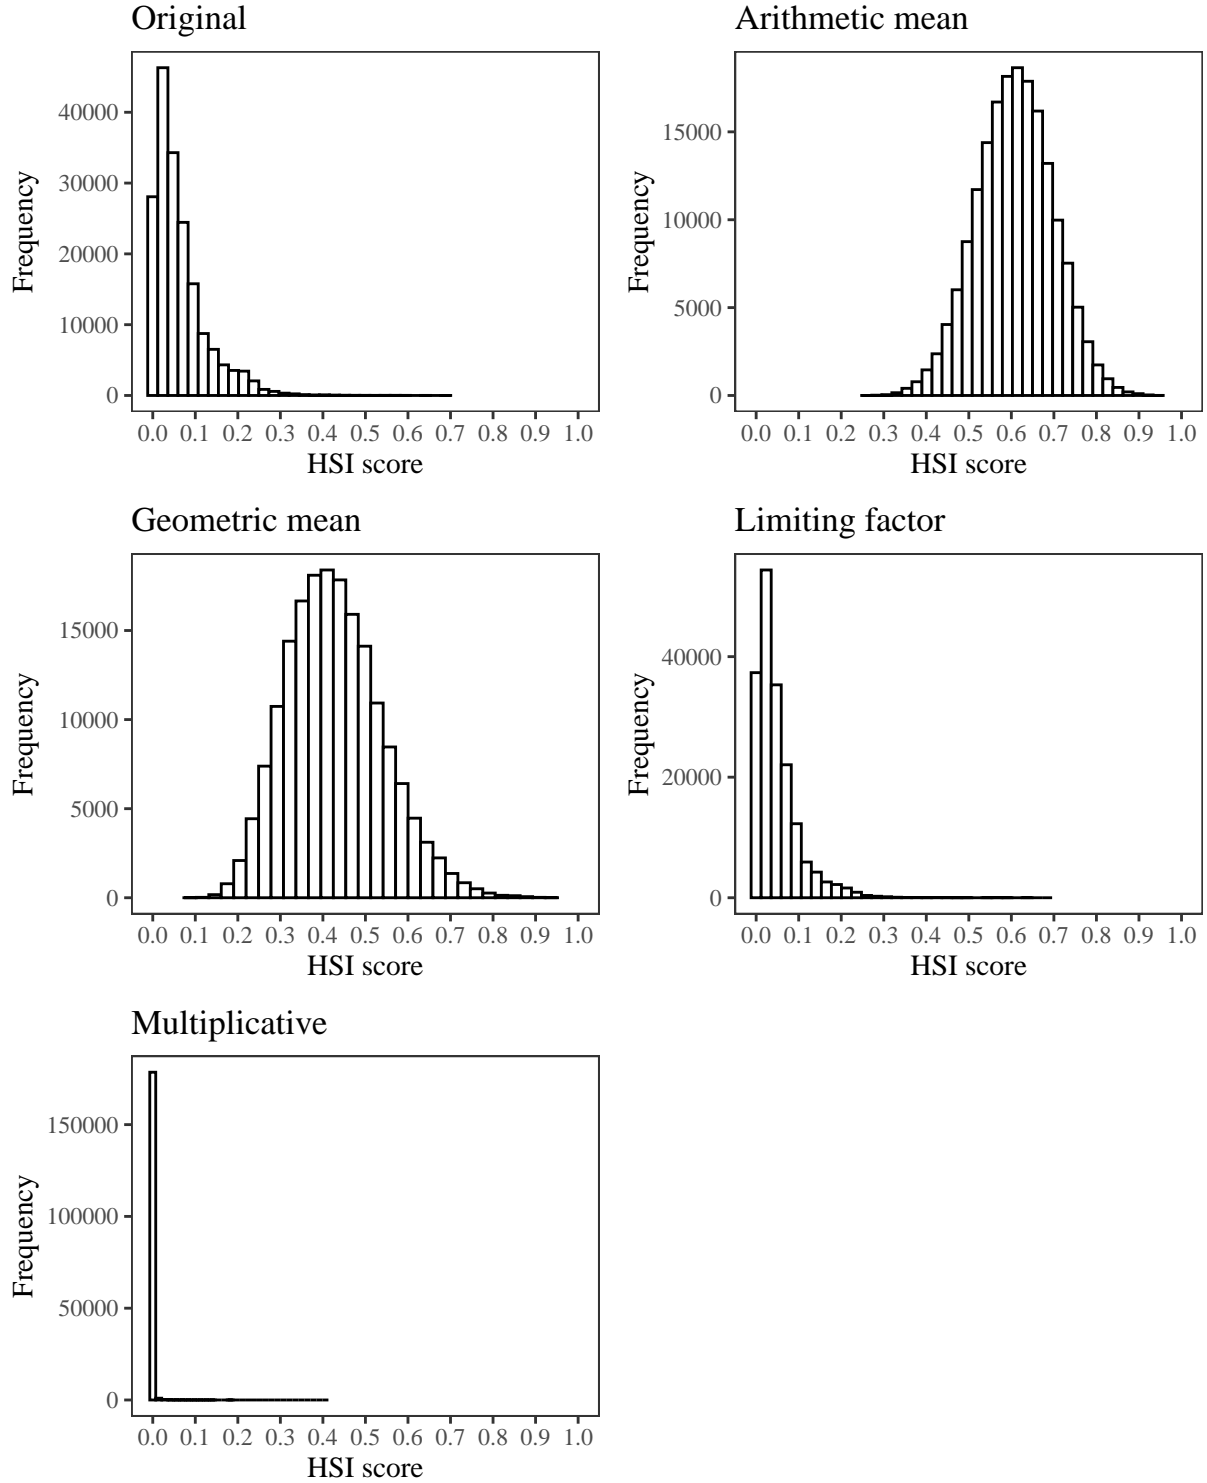 Original
Frequency
40000
30000
20000
10000
0
0.0 0.1 0.2 0.3 0.4 0.5 0.6 0.7 0.8 0.9 1.0
HSI score
Arithmetic mean
Frequency
15000
10000
5000
0
0.0 0.1 0.2 0.3 0.4 0.5 0.6 0.7 0.8 0.9 1.0
HSI score
Geometric mean
Frequency
15000
10000
5000
0
0.0 0.1 0.2 0.3 0.4 0.5 0.6 0.7 0.8 0.9 1.0
HSI score
Limiting factor
Frequency
40000
20000
0
0.0 0.1 0.2 0.3 0.4 0.5 0.6 0.7 0.8 0.9 1.0
HSI score
Multiplicative
Frequency
150000
100000
50000
0
0.0 0.1 0.2 0.3 0.4 0.5 0.6 0.7 0.8 0.9 1.0
HSI score